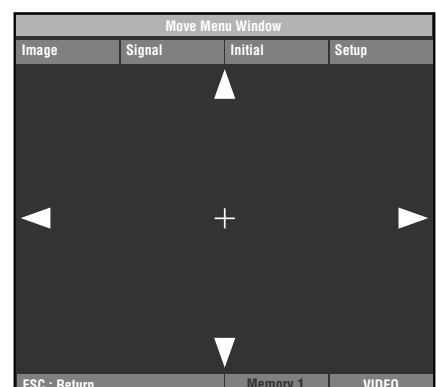 Move Menu Window
Image Signal Initial Setup
ESC : Return Memory 1 VIDEO